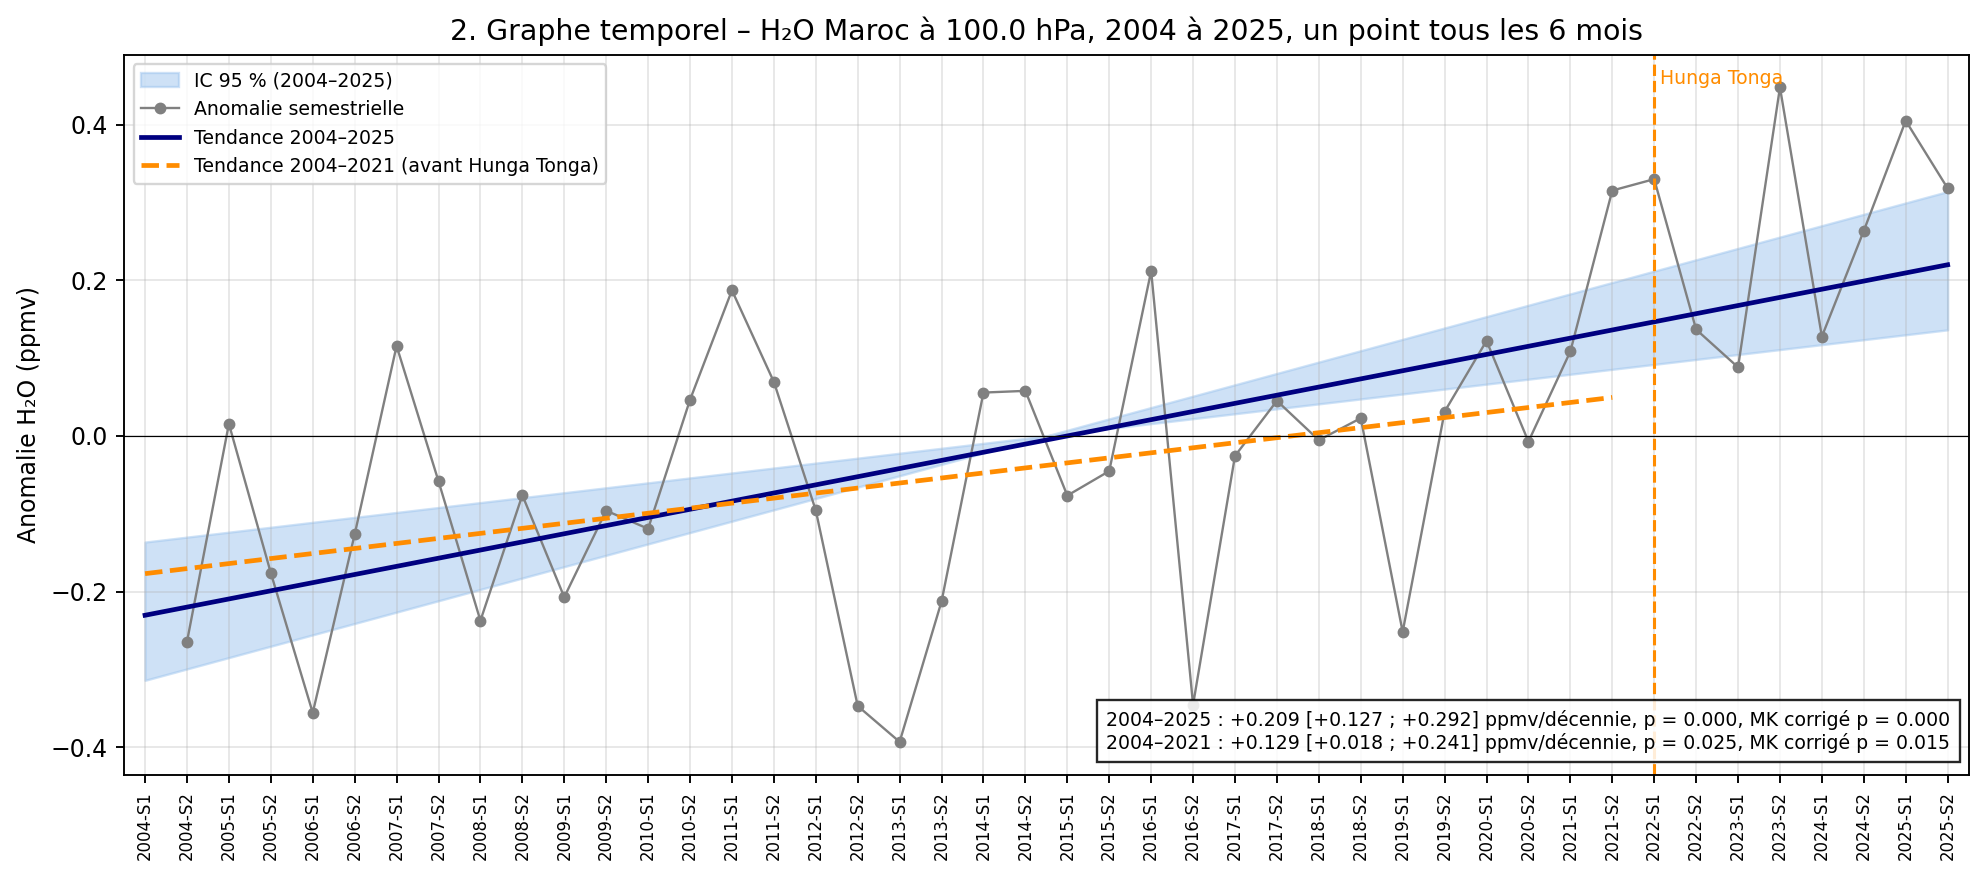 2. Graphe temporel – H₂O Maroc à 100.0 hPa, 2004 à 2025, un point tous les 6 mois
IC 95 % (2004–2025)
Anomalie semestrielle
Tendance 2004–2025
Tendance 2004–2021 (avant Hunga Tonga)
Hunga Tonga
Anomalie H₂O (ppmv)
0.4
0.2
0.0
−0.2
−0.4
2004–2025 : +0.209 [+0.127 ; +0.292] ppmv/décennie, p = 0.000, MK corrigé p = 0.000
2004–2021 : +0.129 [+0.018 ; +0.241] ppmv/décennie, p = 0.025, MK corrigé p = 0.015
2004-S1
2004-S2
2005-S1
2005-S2
2006-S1
2006-S2
2007-S1
2007-S2
2008-S1
2008-S2
2009-S1
2009-S2
2010-S1
2010-S2
2011-S1
2011-S2
2012-S1
2012-S2
2013-S1
2013-S2
2014-S1
2014-S2
2015-S1
2015-S2
2016-S1
2016-S2
2017-S1
2017-S2
2018-S1
2018-S2
2019-S1
2019-S2
2020-S1
2020-S2
2021-S1
2021-S2
2022-S1
2022-S2
2023-S1
2023-S2
2024-S1
2024-S2
2025-S1
2025-S2